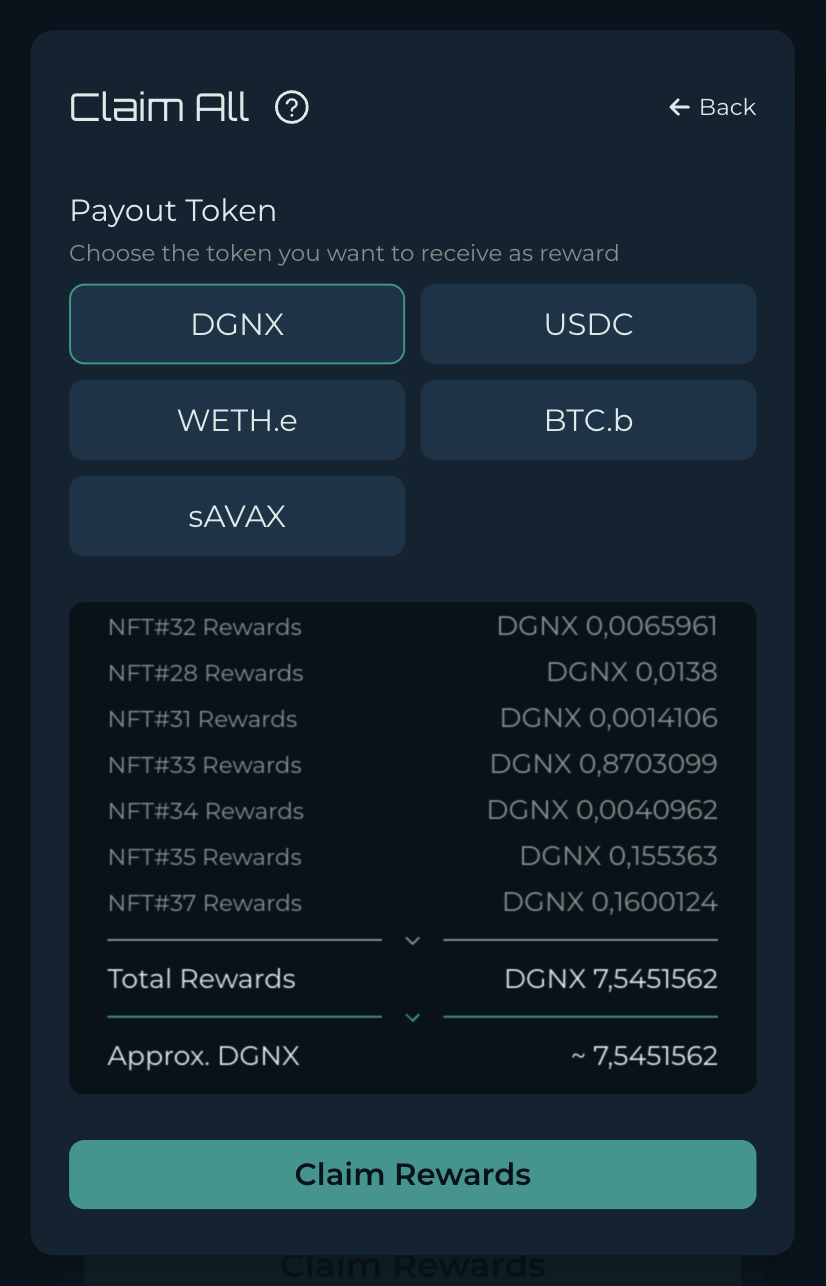 Claim All ?
← Back
Payout Token
Choose the token you want to receive as reward
DGNX
USDC
WETH.e
BTC.b
sAVAX
NFT#32 Rewards DGNX 0,0065961
NFT#28 Rewards DGNX 0,0138
NFT#31 Rewards DGNX 0,0014106
NFT#33 Rewards DGNX 0,8703099
NFT#34 Rewards DGNX 0,0040962
NFT#35 Rewards DGNX 0,155363
NFT#37 Rewards DGNX 0,1600124
Total Rewards DGNX 7,5451562
Approx. DGNX ~ 7,5451562
Claim Rewards
Claim Rewards